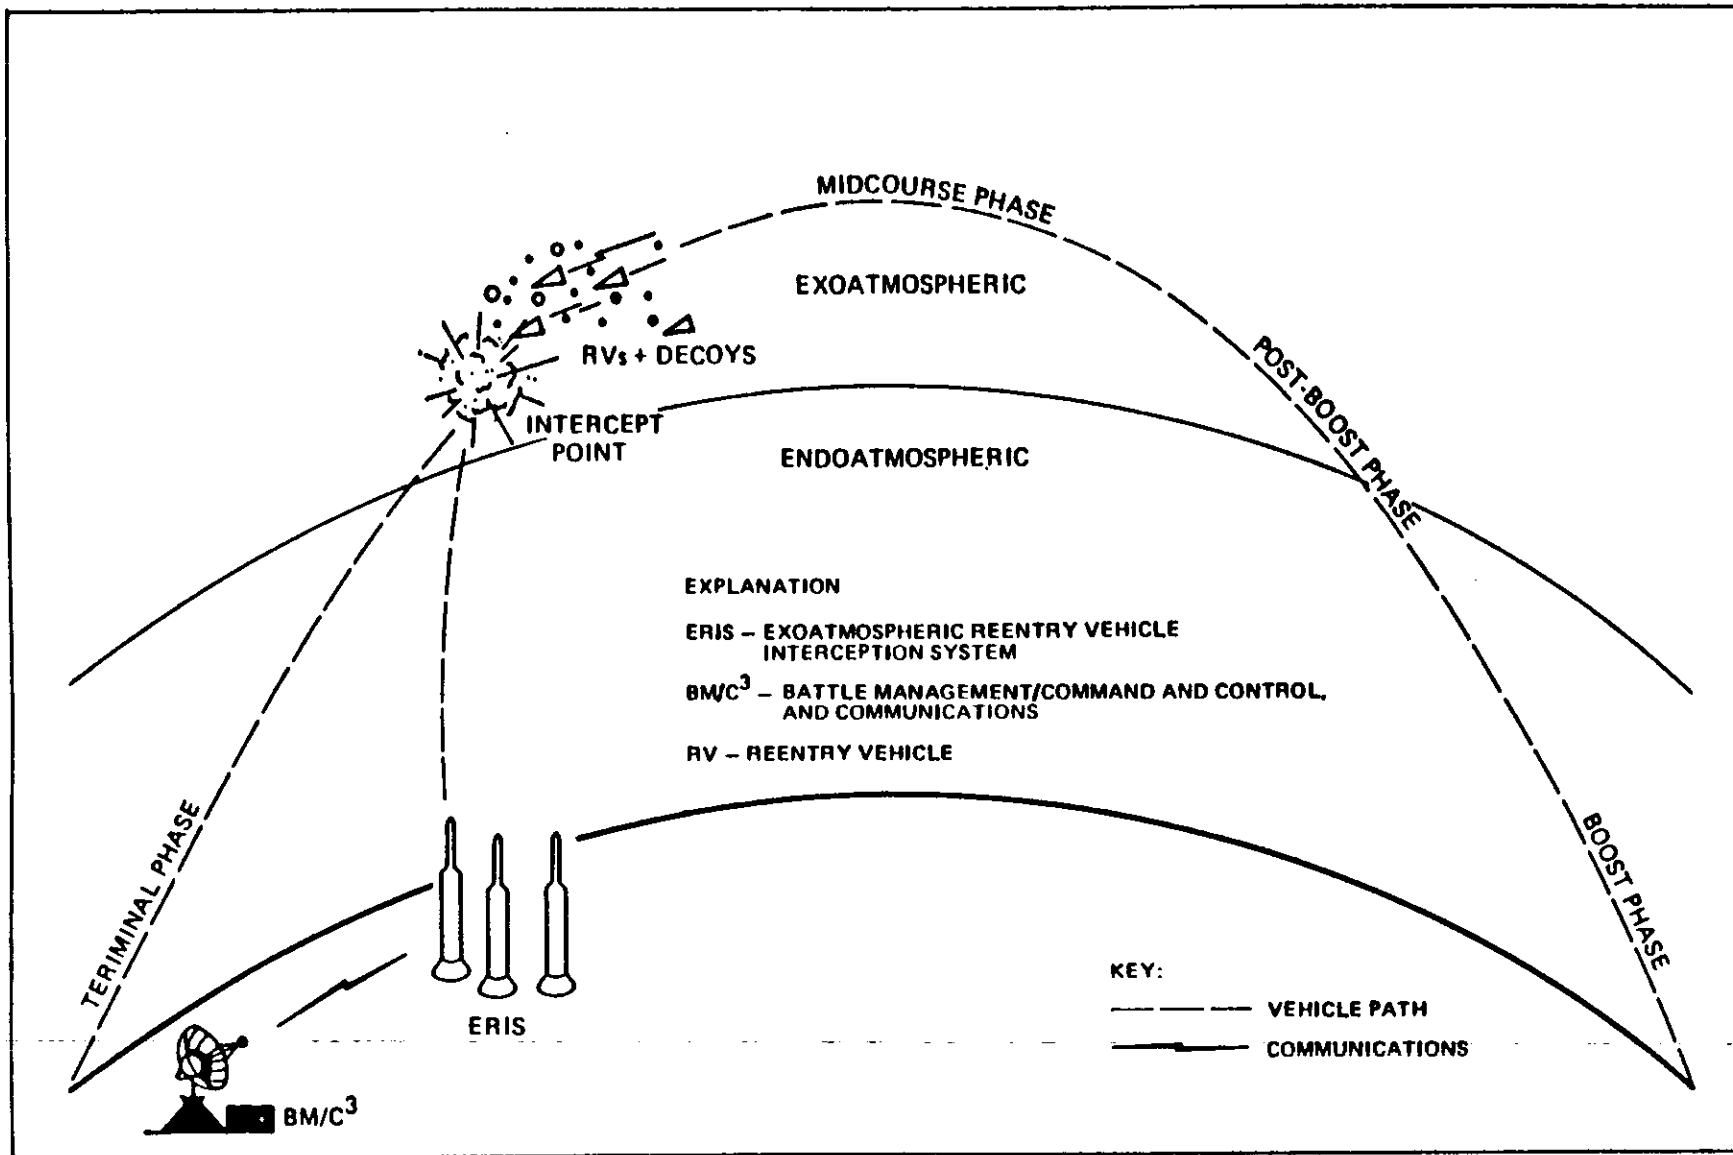 MIDCOURSE PHASE
EXOATMOSPHERIC
RVs + DECOYS
POST-BOOST PHASE
INTERCEPT
POINT
ENDOATMOSPHERIC
EXPLANATION
ERIS – EXOATMOSPHERIC REENTRY VEHICLE
INTERCEPTION SYSTEM
BM/C³ – BATTLE MANAGEMENT/COMMAND AND CONTROL,
AND COMMUNICATIONS
RV – REENTRY VEHICLE
TERIMINAL PHASE
BOOST PHASE
ERIS
BM/C³
KEY:
VEHICLE PATH
COMMUNICATIONS